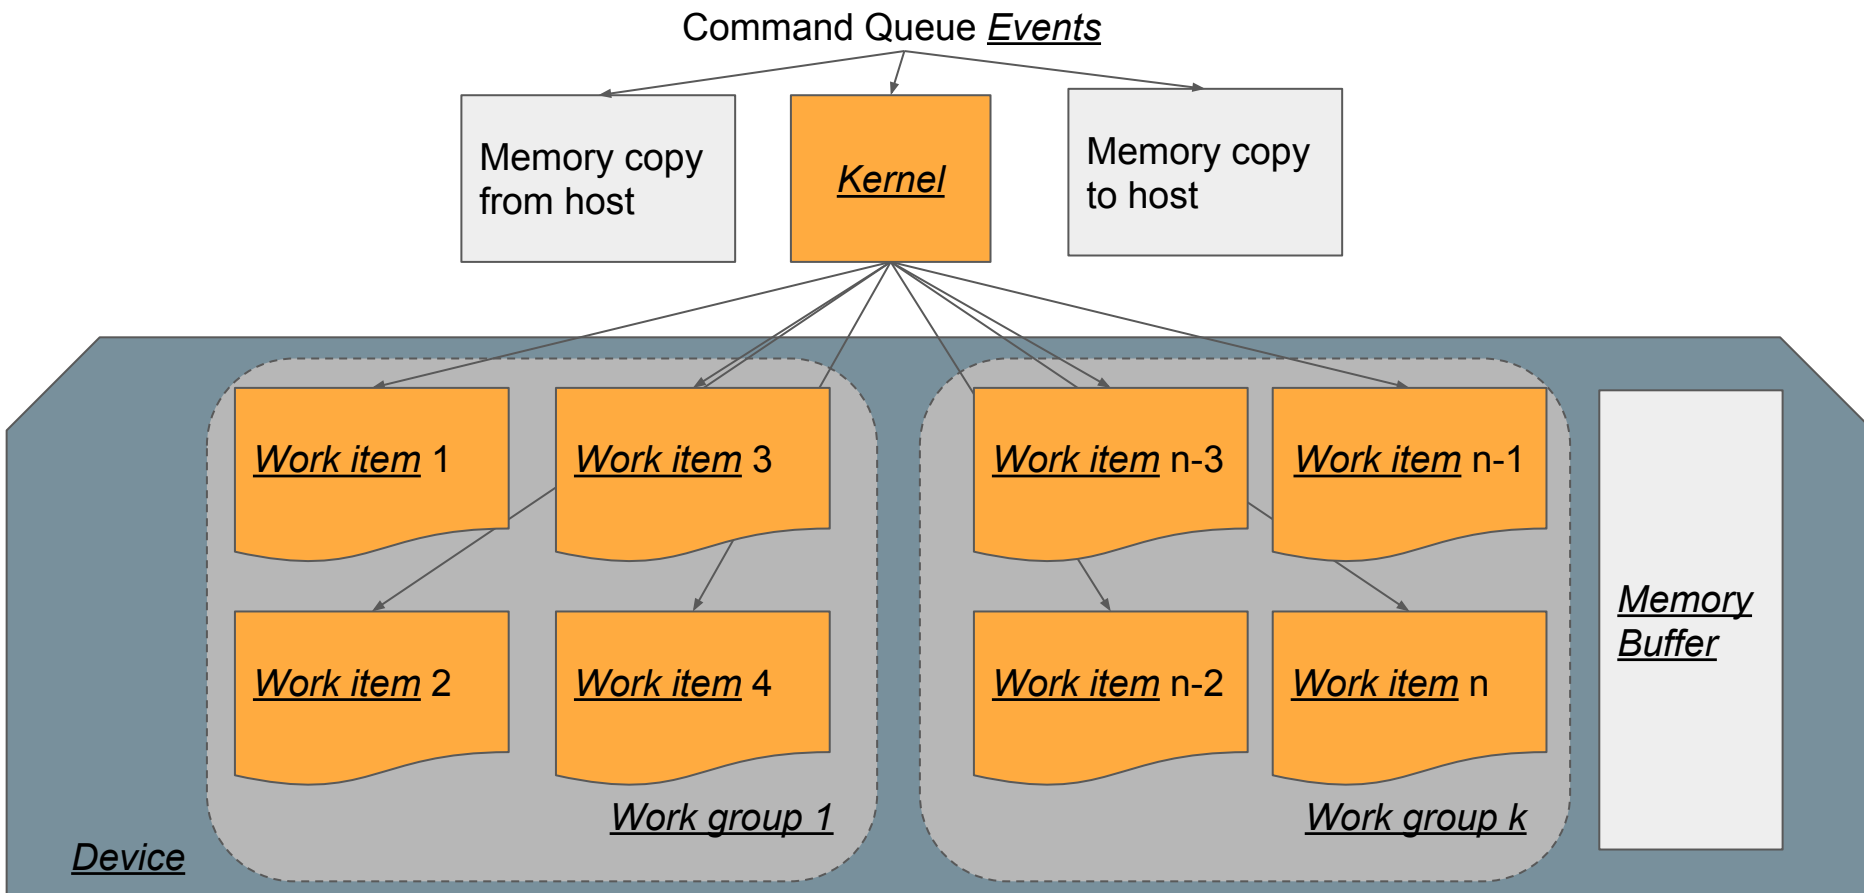 Command Queue Events
Memory copy
from host
Kernel
Memory copy
to host
Work item 1
Work item 3
Work item n-3
Work item n-1
Work item 2
Work item 4
Work item n-2
Work item n
Memory
Buffer
Work group 1
Work group k
Device